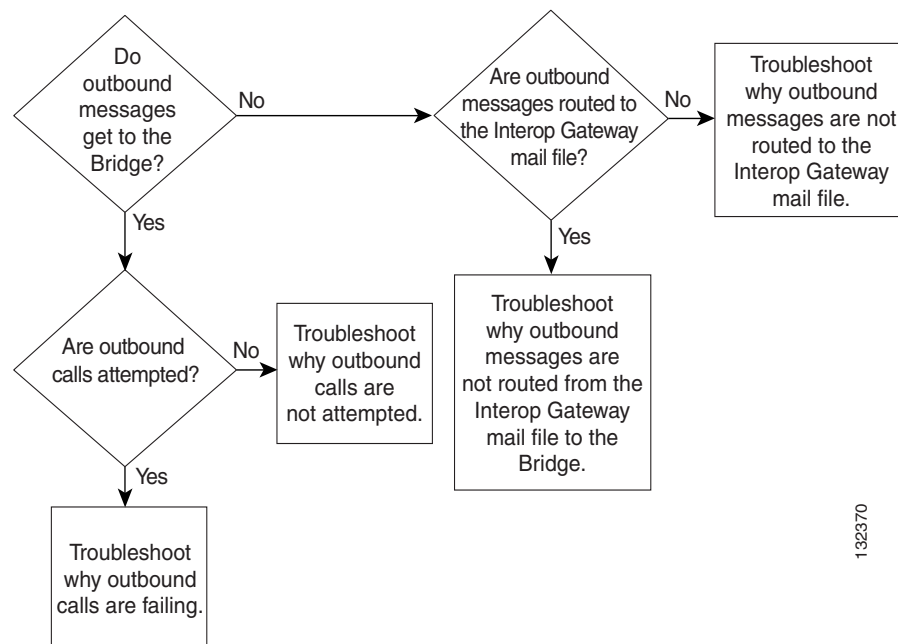 Do
outbound
messages
get to the
Bridge?
No
Are outbound
messages routed to
the Interop Gateway
mail file?
No
Troubleshoot
why outbound
messages are not
routed to the
Interop Gateway
mail file.
Yes
Yes
Are outbound
calls attempted?
No
Troubleshoot
why outbound
calls are
not attempted.
Troubleshoot
why outbound
messages are
not routed from the
Interop Gateway
mail file to the
Bridge.
Yes
Troubleshoot
why outbound
calls are failing.
132370